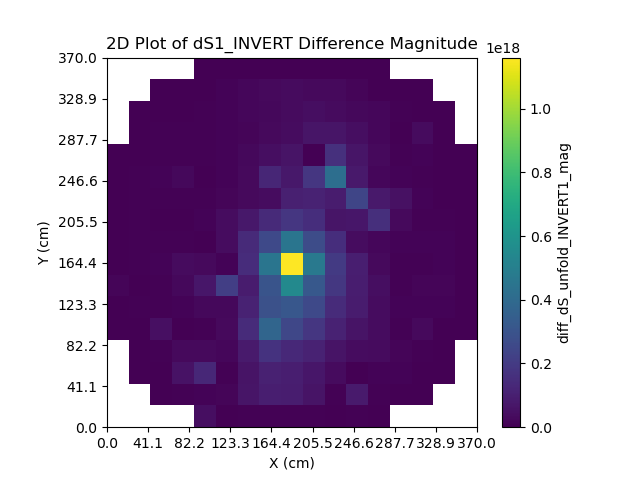 2D Plot of dS1_INVERT Difference Magnitude
1e18
370.0
328.9
287.7
246.6
205.5
164.4
123.3
82.2
41.1
0.0
Y (cm)
0.0 41.1 82.2 123.3 164.4 205.5 246.6 287.7 328.9 370.0
X (cm)
1.0
0.8
0.6
0.4
0.2
0.0
diff_dS_unfold_INVERT1_mag